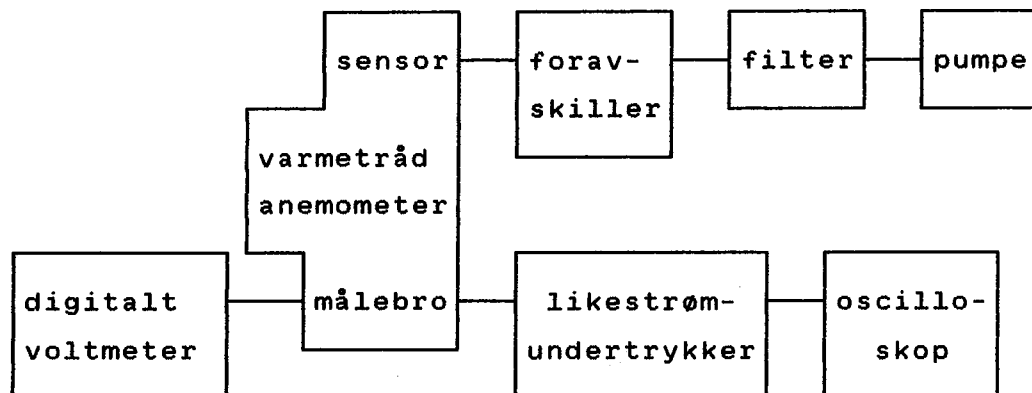 sensor
forav-
skiller
filter
pumpe
varmetråd
anemometer
digitalt
voltmeter
målebro
likestrøm-
undertrykker
oscillo-
skop